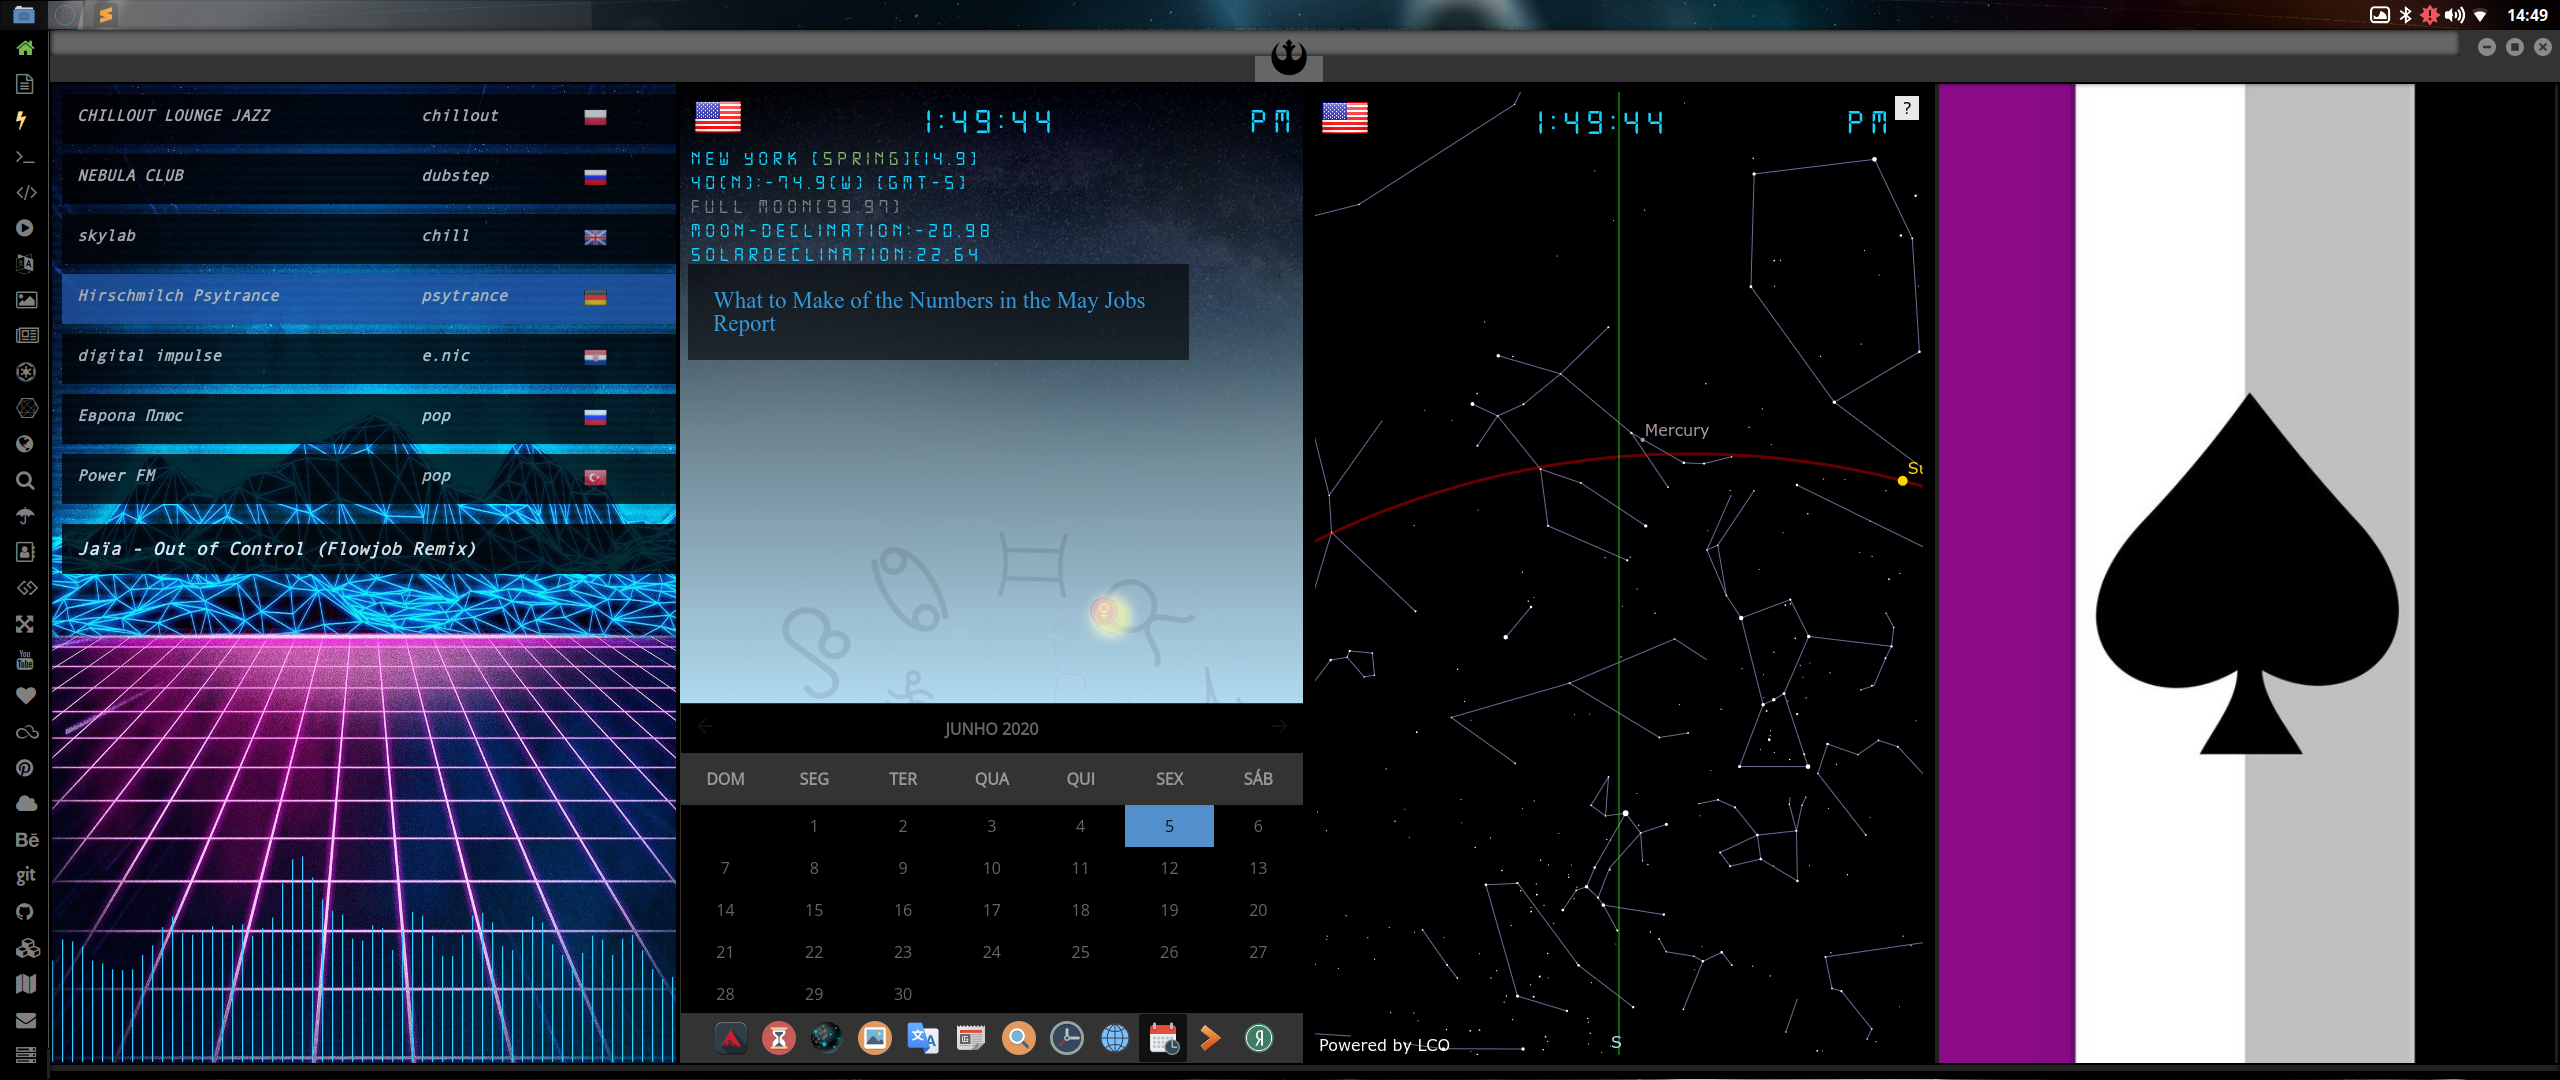 14:49
CHILLOUT LOUNGE JAZZ chillout
NEBULA CLUB dubstep
skylab chill
Hirschmilch Psytrance psytrance
digital impulse e.nic
Европа Плюс pop
Power FM pop
Jaïa - Out of Control (Flowjob Remix)
You
Tube
Bē
git
1:49:44 PM
NEW YORK [SPRING][14.9]
40(N):-74.9(W) [GMT-5]
FULL MOON[99.97]
MOON-DECLINATION:-20.98
SOLARDECLINATION:22.64
What to Make of the Numbers in the May Jobs
Report
JUNHO 2020
DOM SEG TER QUA QUI SEX SÁB
1 2 3 4 5 6
7 8 9 10 11 12 13
14 15 16 17 18 19 20
21 22 23 24 25 26 27
28 29 30
Я
1:49:44 PM ?
Mercury
Su
S
Powered by LCO